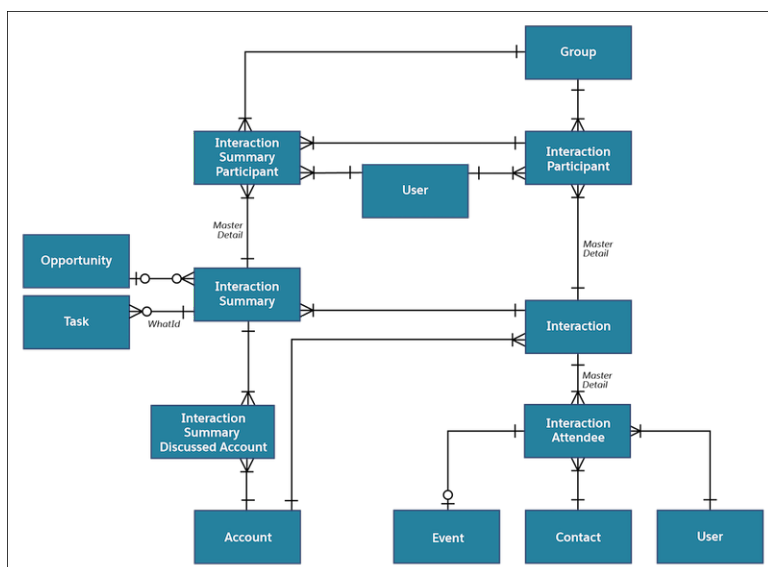 Group
Interaction
Summary
Participant
Interaction
Participant
User
Master
Detail
Master
Detail
Opportunity
Interaction
Summary
Task
WhatId
Interaction
Master
Detail
Interaction
Summary
Discussed Account
Interaction
Attendee
Account
Event
Contact
User